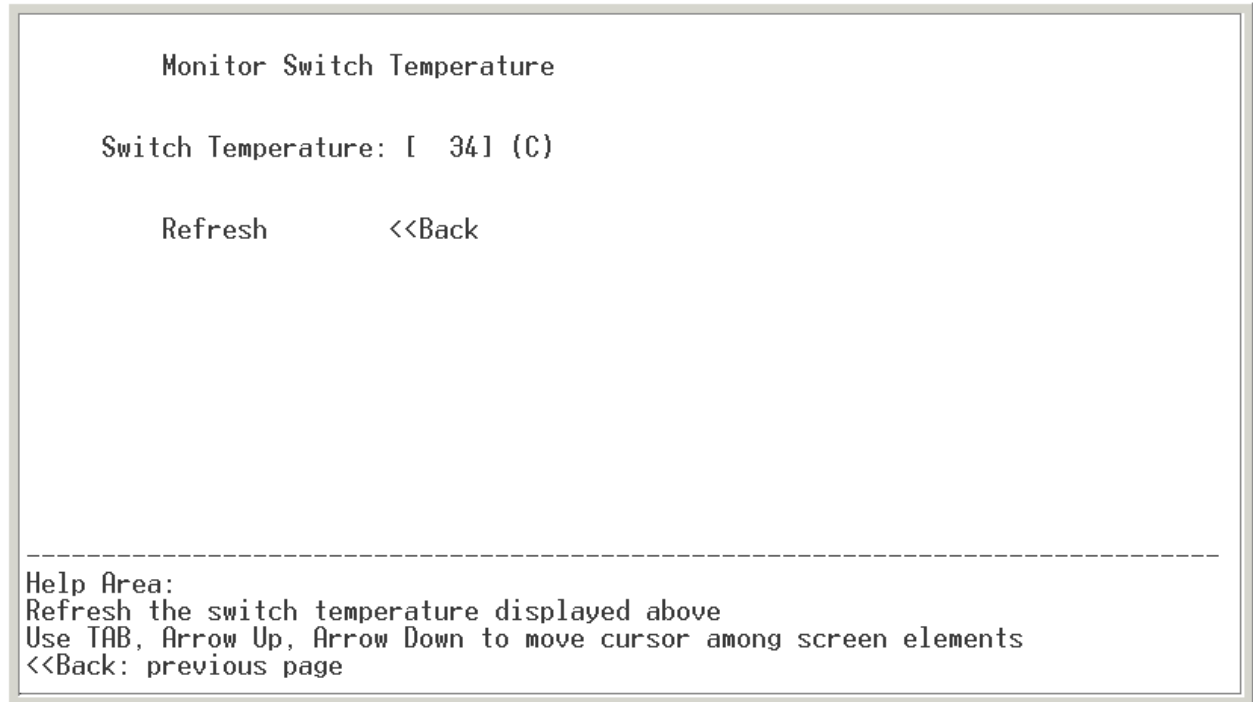 Monitor Switch Temperature
Switch Temperature: [  34] (C)
Refresh        <<Back
--------------------------------------------------------------------------------
Help Area:
Refresh the switch temperature displayed above
Use TAB, Arrow Up, Arrow Down to move cursor among screen elements
<<Back: previous page